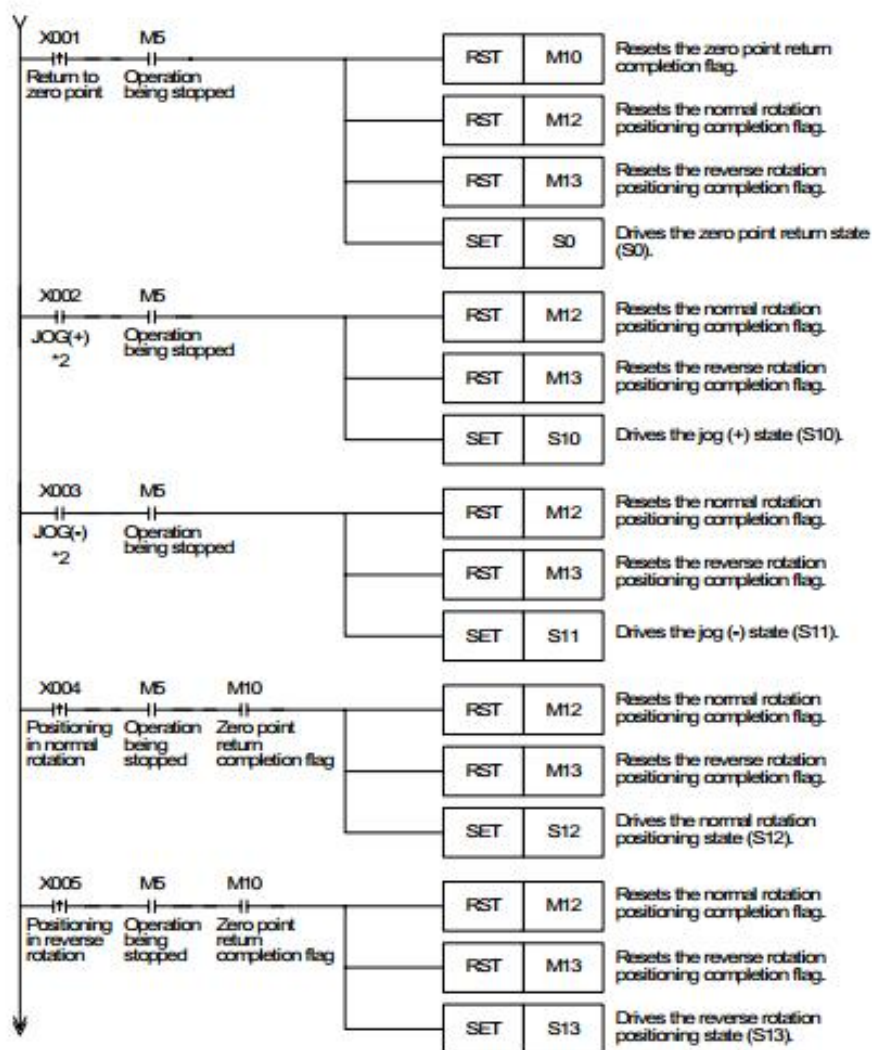 X001 M5
Return to zero point
Operation being stopped
RST M10
Resets the zero point return
completion flag.
RST M12
Resets the normal rotation
positioning completion flag.
RST M13
Resets the reverse rotation
positioning completion flag.
SET S0
Drives the zero point return state
(S0).
X002 M5
JOG(+)
*2
Operation
being stopped
RST M12
Resets the normal rotation
positioning completion flag.
RST M13
Resets the reverse rotation
positioning completion flag.
SET S10
Drives the jog (+) state (S10).
X003 M5
JOG(-)
*2
Operation
being stopped
RST M12
Resets the normal rotation
positioning completion flag.
RST M13
Resets the reverse rotation
positioning completion flag.
SET S11
Drives the jog (-) state (S11).
X004 M5 M10
Positioning
in normal
rotation
Operation
being
stopped
Zero point
return
completion flag
RST M12
Resets the normal rotation
positioning completion flag.
RST M13
Resets the reverse rotation
positioning completion flag.
SET S12
Drives the normal rotation
positioning state (S12).
X005 M5 M10
Positioning
in reverse
rotation
Operation
being
stopped
Zero point
return
completion flag
RST M12
Resets the normal rotation
positioning completion flag.
RST M13
Resets the reverse rotation
positioning completion flag.
SET S13
Drives the reverse rotation
positioning state (S13).